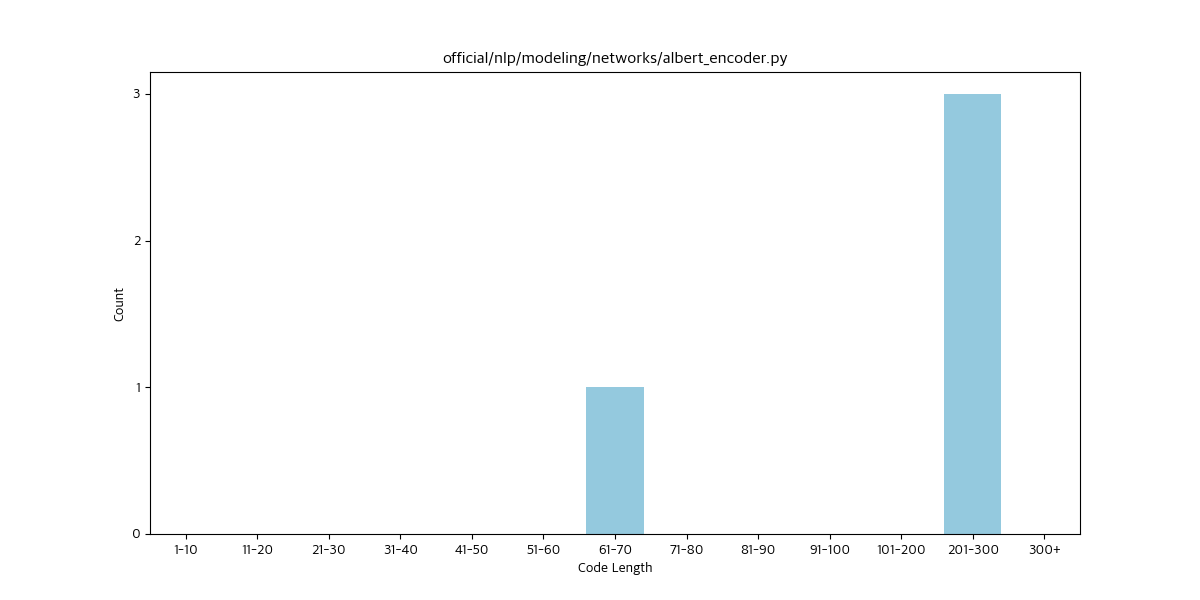 official/nlp/modeling/networks/albert_encoder.py
3
2
1
0
Count
1-10 11-20 21-30 31-40 41-50 51-60 61-70 71-80 81-90 91-100 101-200 201-300 300+
Code Length